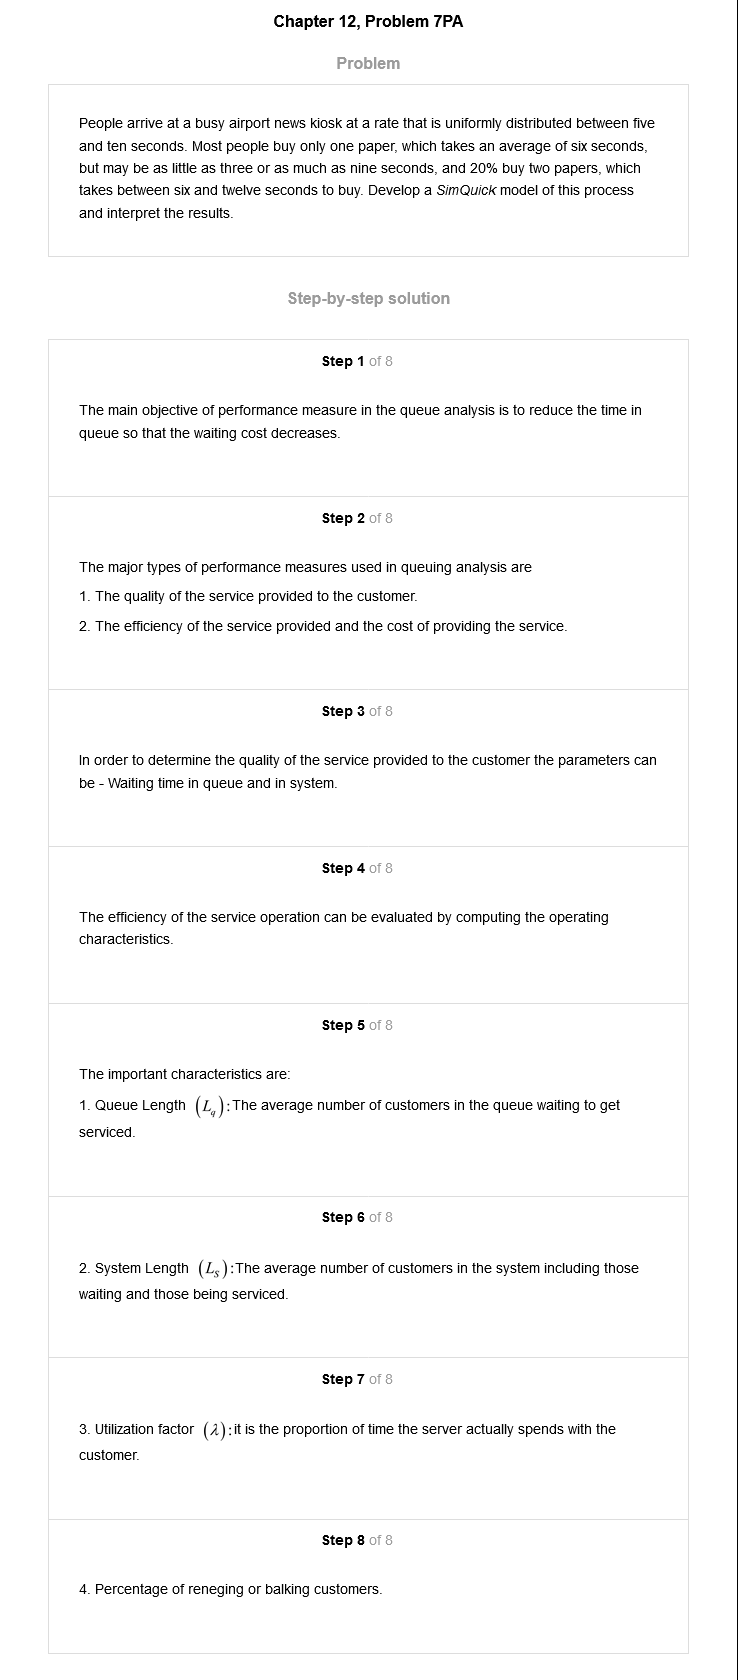 Chapter 12, Problem 7PA
Problem
People arrive at a busy airport news kiosk at a rate that is uniformly distributed between five
and ten seconds. Most people buy only one paper, which takes an average of six seconds,
but may be as little as three or as much as nine seconds, and 20% buy two papers, which
takes between six and twelve seconds to buy. Develop a SimQuick model of this process
and interpret the results.
Step-by-step solution
Step 1 of 8
The main objective of performance measure in the queue analysis is to reduce the time in
queue so that the waiting cost decreases.
Step 2 of 8
The major types of performance measures used in queuing analysis are
1. The quality of the service provided to the customer.
2. The efficiency of the service provided and the cost of providing the service.
Step 3 of 8
In order to determine the quality of the service provided to the customer the parameters can
be - Waiting time in queue and in system.
Step 4 of 8
The efficiency of the service operation can be evaluated by computing the operating
characteristics.
Step 5 of 8
The important characteristics are:
1. Queue Length (L_q):The average number of customers in the queue waiting to get
serviced.
Step 6 of 8
2. System Length (L_S):The average number of customers in the system including those
waiting and those being serviced.
Step 7 of 8
3. Utilization factor (λ):it is the proportion of time the server actually spends with the
customer.
Step 8 of 8
4. Percentage of reneging or balking customers.